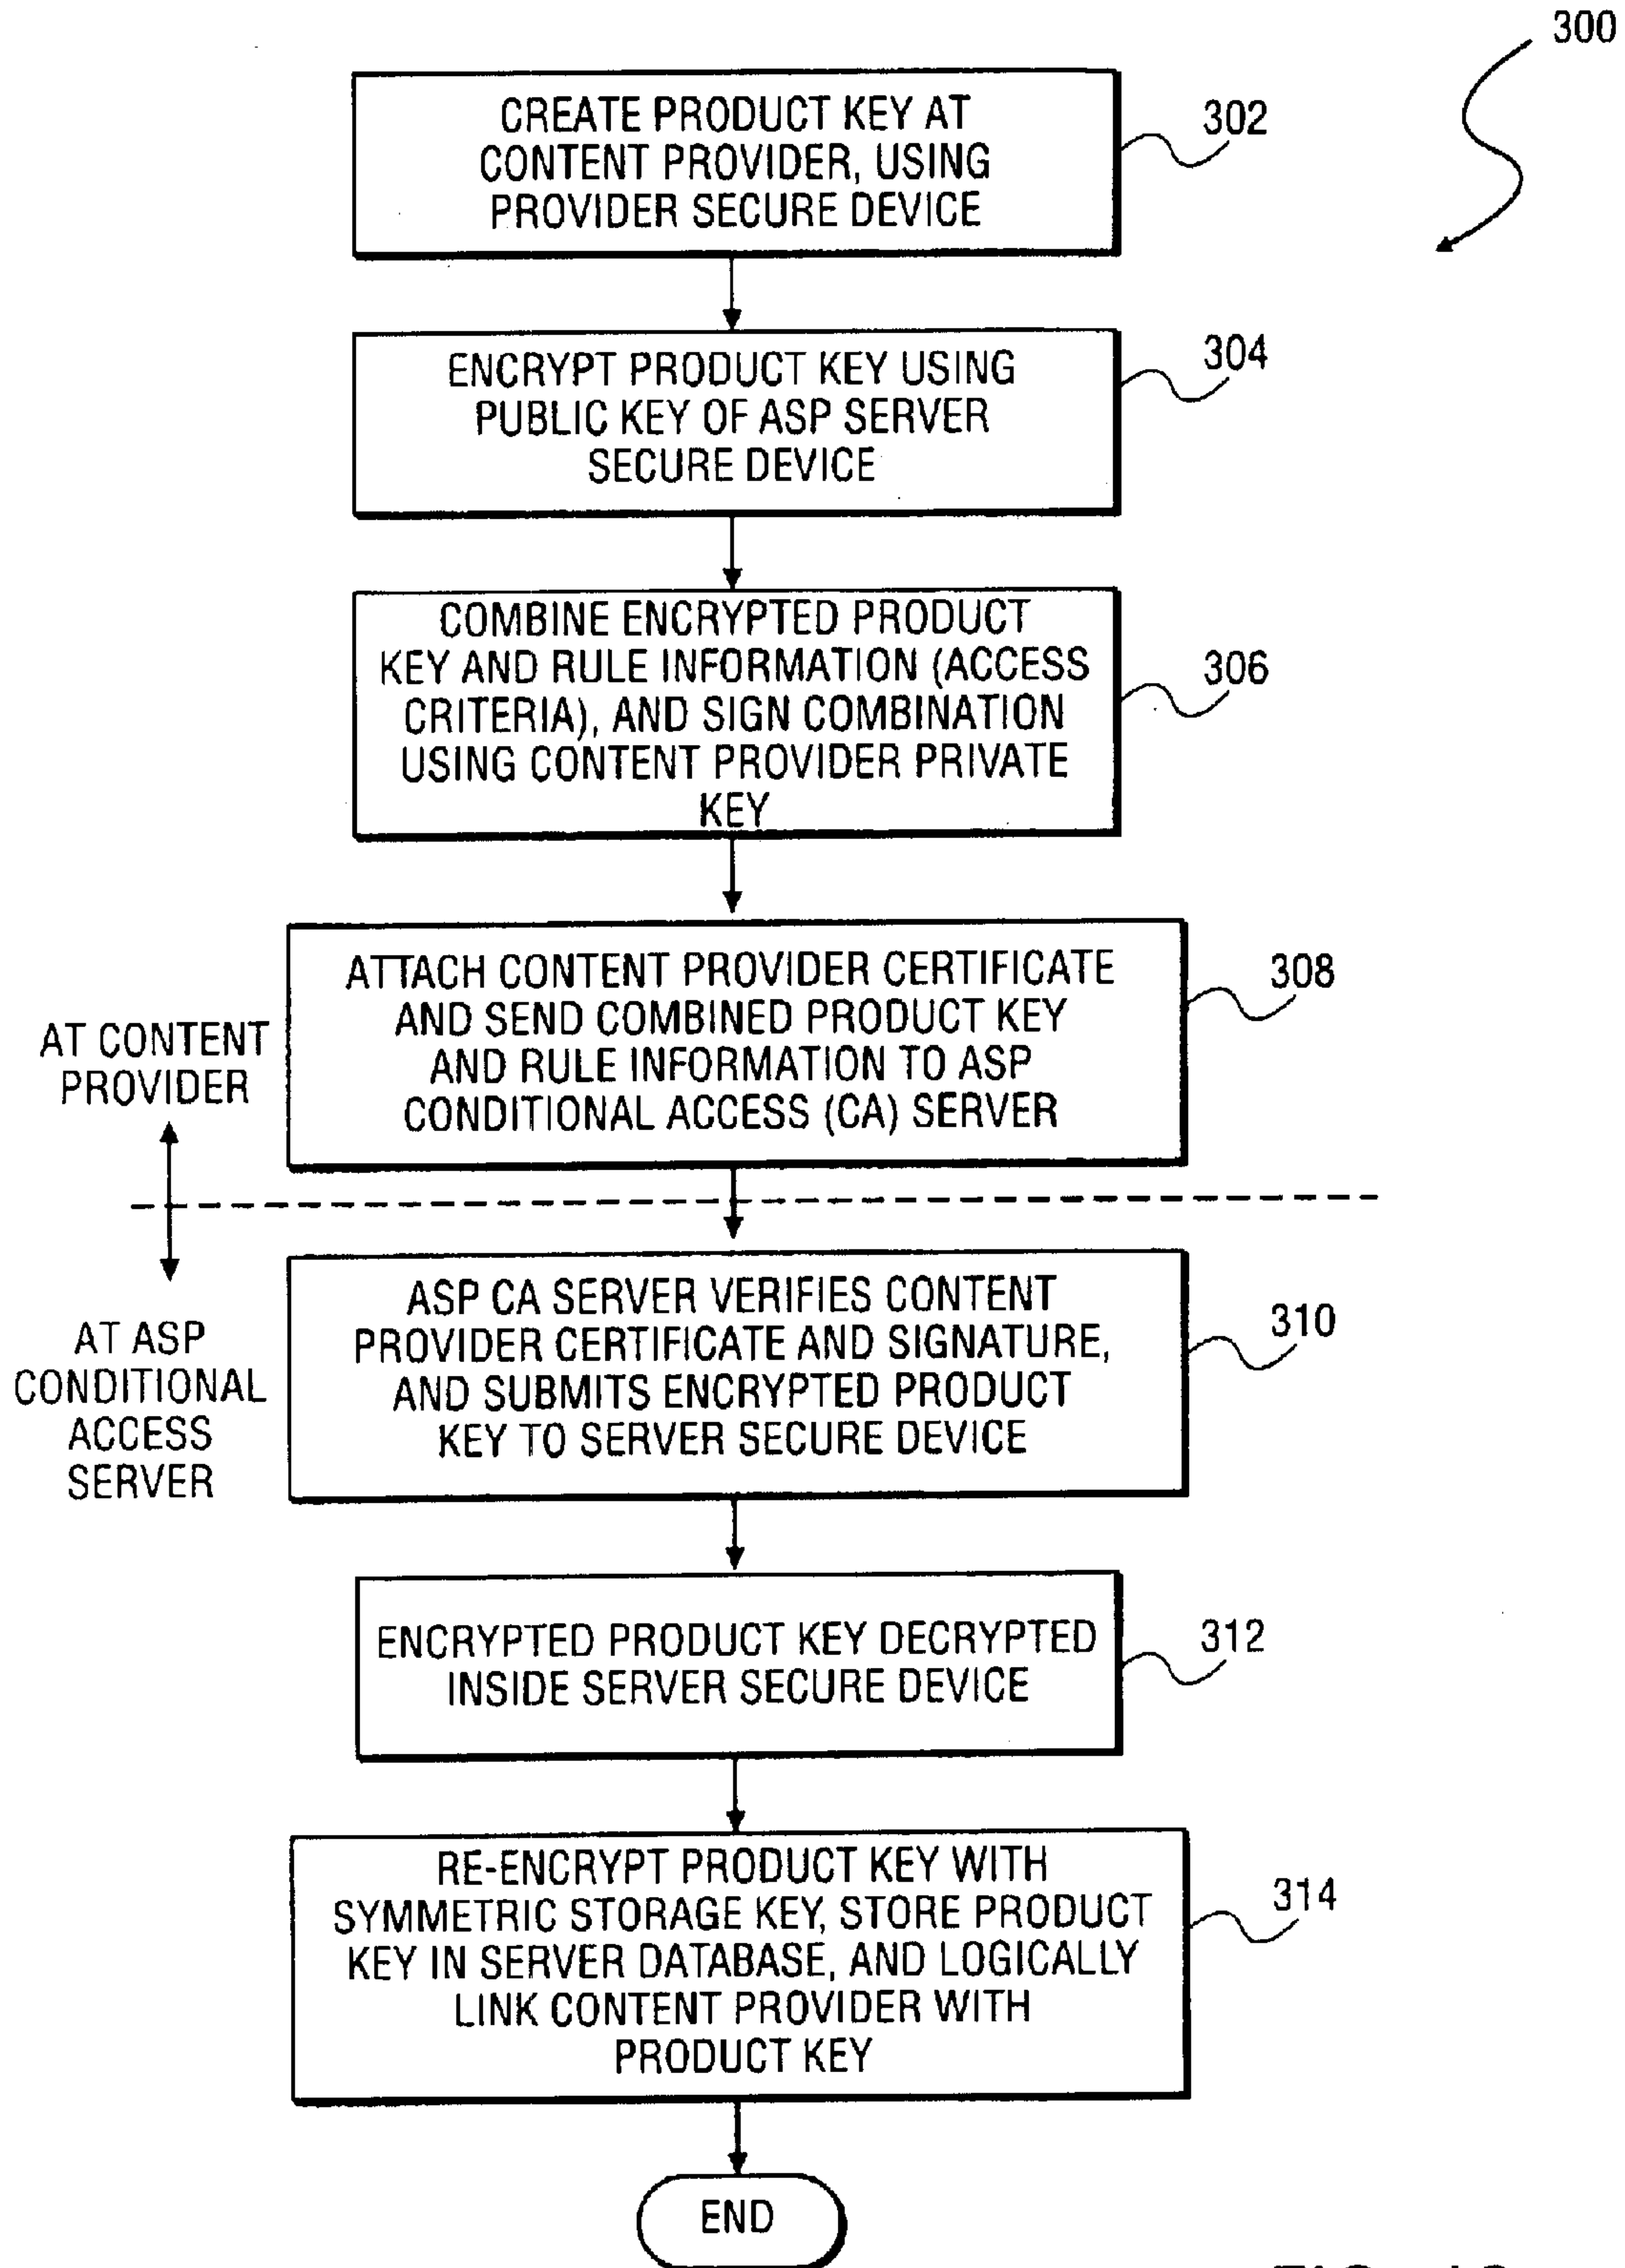 300
CREATE PRODUCT KEY AT
CONTENT PROVIDER, USING
PROVIDER SECURE DEVICE
302
ENCRYPT PRODUCT KEY USING
PUBLIC KEY OF ASP SERVER
SECURE DEVICE
304
COMBINE ENCRYPTED PRODUCT
KEY AND RULE INFORMATION (ACCESS
CRITERIA), AND SIGN COMBINATION
USING CONTENT PROVIDER PRIVATE
KEY
306
ATTACH CONTENT PROVIDER CERTIFICATE
AND SEND COMBINED PRODUCT KEY
AND RULE INFORMATION TO ASP
CONDITIONAL ACCESS (CA) SERVER
308
AT CONTENT
PROVIDER
AT ASP
CONDITIONAL
ACCESS
SERVER
ASP CA SERVER VERIFIES CONTENT
PROVIDER CERTIFICATE AND SIGNATURE,
AND SUBMITS ENCRYPTED PRODUCT
KEY TO SERVER SECURE DEVICE
310
ENCRYPTED PRODUCT KEY DECRYPTED
INSIDE SERVER SECURE DEVICE
312
RE-ENCRYPT PRODUCT KEY WITH
SYMMETRIC STORAGE KEY, STORE PRODUCT
KEY IN SERVER DATABASE, AND LOGICALLY
LINK CONTENT PROVIDER WITH
PRODUCT KEY
314
END